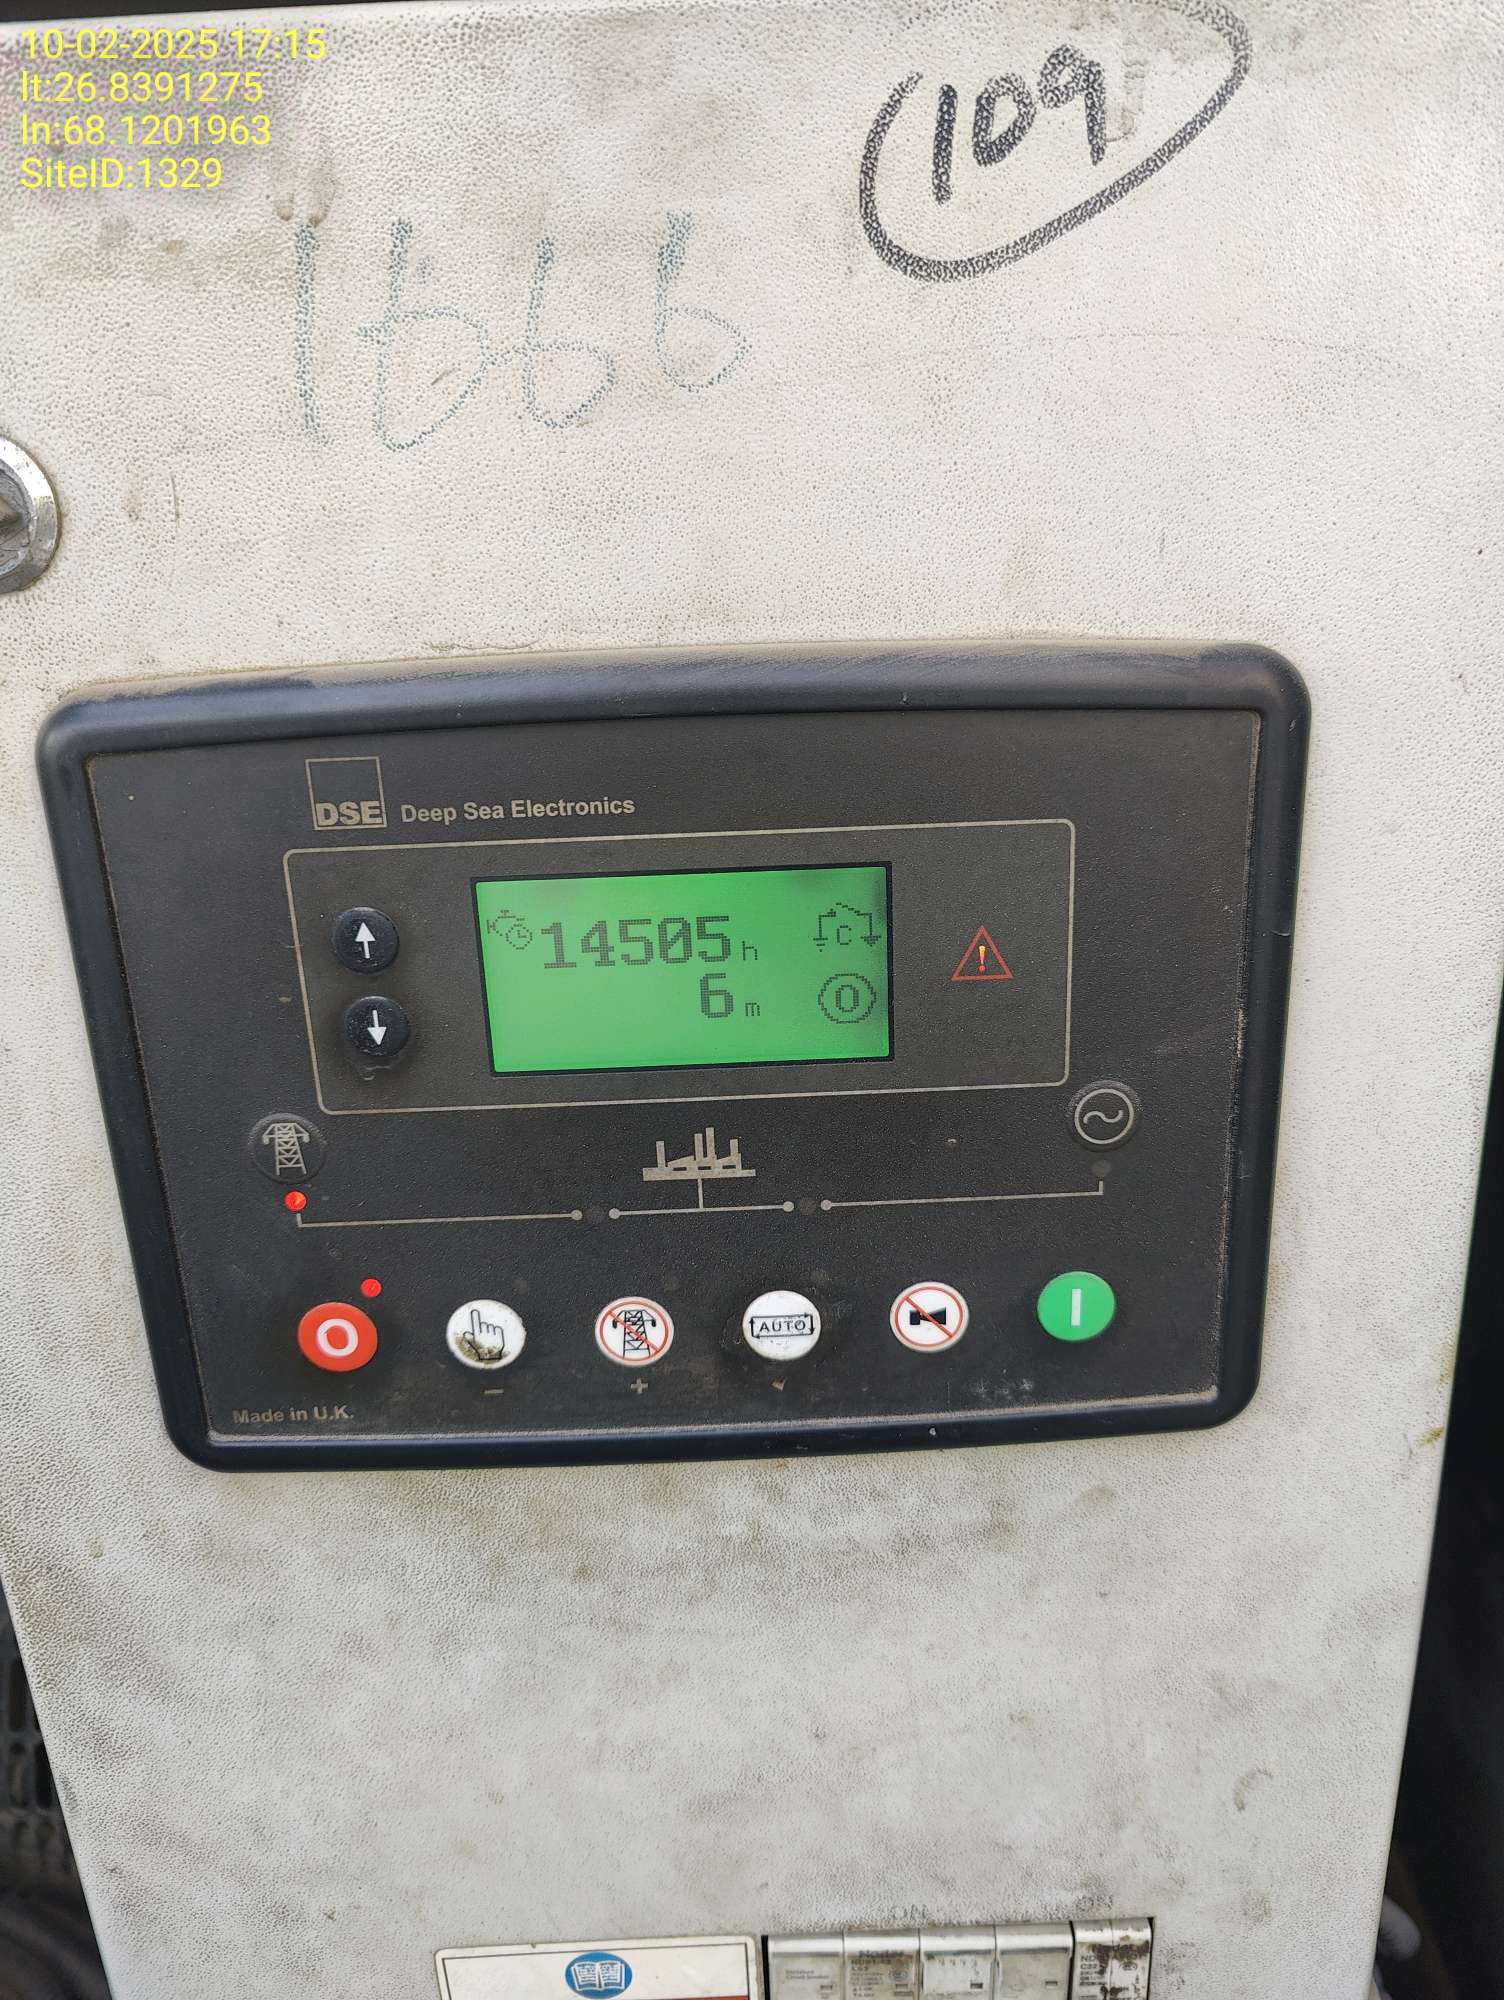 10-02-2025 17:15
lt:26.8391275
ln:68.1201963
SiteID:1329
109
1666
DSE Deep Sea Electronics
14505 h
6 m
C
0
AUTO
− +
Made in U.K.